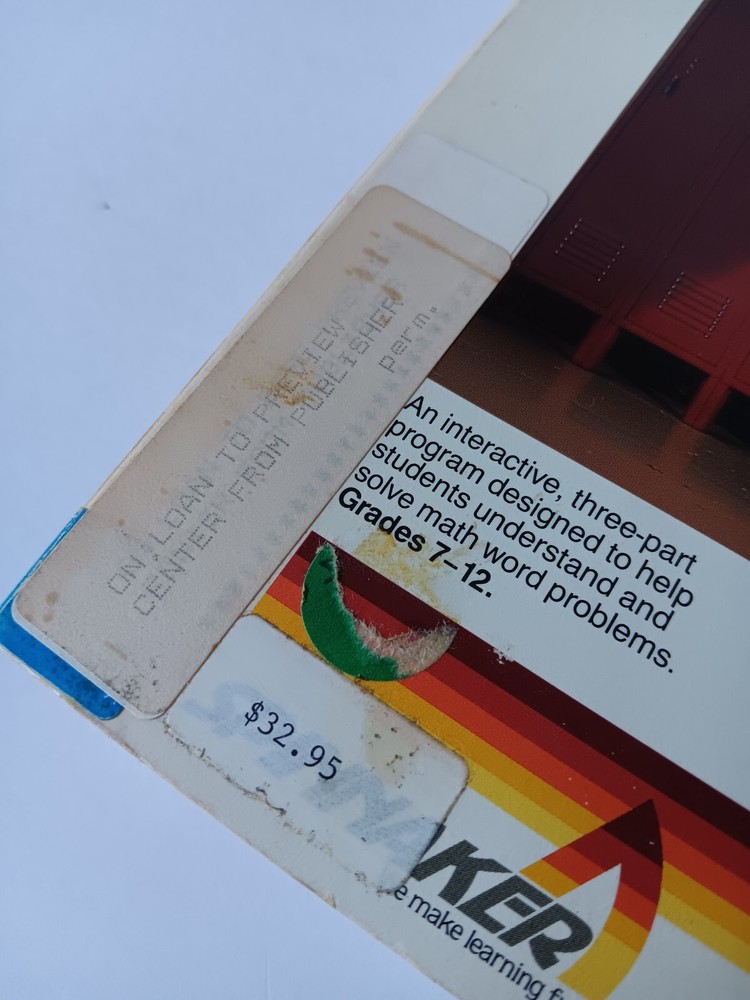 ON LOAN TO PREVIEW
CENTER FROM PUBLISHER
perm.
An interactive, three-part
program designed to help
students understand and
solve math word problems.
Grades 7–12.
$32.95
SPINNAKER
make learning